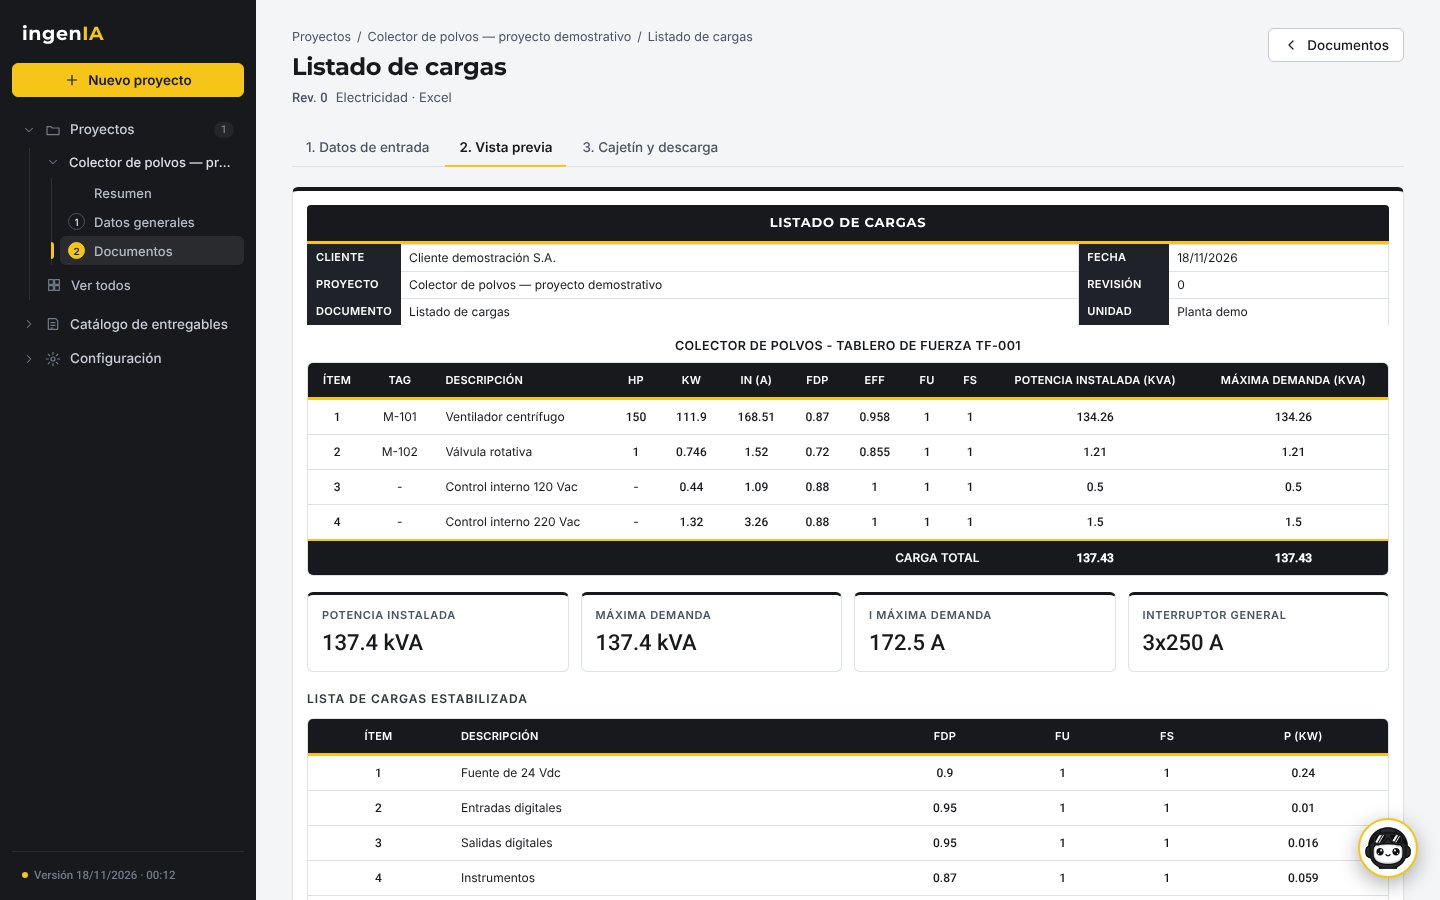 ingenIA
Nuevo proyecto
Proyectos 1
Colector de polvos — pr...
Resumen
1 Datos generales
2 Documentos
Ver todos
Catálogo de entregables
Configuración
Versión 18/11/2026 · 00:12
Proyectos / Colector de polvos — proyecto demostrativo / Listado de cargas
Documentos
Listado de cargas
Rev. 0 Electricidad · Excel
1. Datos de entrada 2. Vista previa 3. Cajetín y descarga
LISTADO DE CARGAS
CLIENTE Cliente demostración S.A. FECHA 18/11/2026
PROYECTO Colector de polvos — proyecto demostrativo REVISIÓN 0
DOCUMENTO Listado de cargas UNIDAD Planta demo
COLECTOR DE POLVOS - TABLERO DE FUERZA TF-001
ÍTEM TAG DESCRIPCIÓN HP KW IN (A) FDP EFF FU FS POTENCIA INSTALADA (KVA) MÁXIMA DEMANDA (KVA)
1 M-101 Ventilador centrífugo 150 111.9 168.51 0.87 0.958 1 1 134.26 134.26
2 M-102 Válvula rotativa 1 0.746 1.52 0.72 0.855 1 1 1.21 1.21
3 - Control interno 120 Vac - 0.44 1.09 0.88 1 1 1 0.5 0.5
4 - Control interno 220 Vac - 1.32 3.26 0.88 1 1 1 1.5 1.5
CARGA TOTAL 137.43 137.43
POTENCIA INSTALADA MÁXIMA DEMANDA I MÁXIMA DEMANDA INTERRUPTOR GENERAL
137.4 kVA 137.4 kVA 172.5 A 3x250 A
LISTA DE CARGAS ESTABILIZADA
ÍTEM DESCRIPCIÓN FDP FU FS P (KW)
1 Fuente de 24 Vdc 0.9 1 1 0.24
2 Entradas digitales 0.95 1 1 0.01
3 Salidas digitales 0.95 1 1 0.016
4 Instrumentos 0.87 1 1 0.059